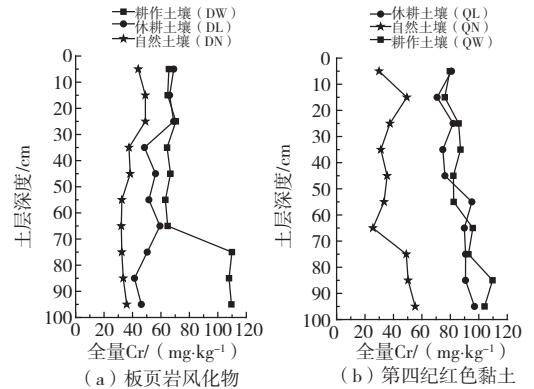 耕作土壤（DW）
休耕土壤（DL）
自然土壤（DN）
土层深度/cm
0
10
20
30
40
50
60
70
80
90
100
0 20 40 60 80 100 120
全量Cr/（mg·kg⁻¹）
（a）板页岩风化物
休耕土壤（QL）
自然土壤（QN）
耕作土壤（QW）
土层深度/cm
0
10
20
30
40
50
60
70
80
90
100
0 20 40 60 80 100 120
全量Cr/（mg·kg⁻¹）
（b）第四纪红色黏土